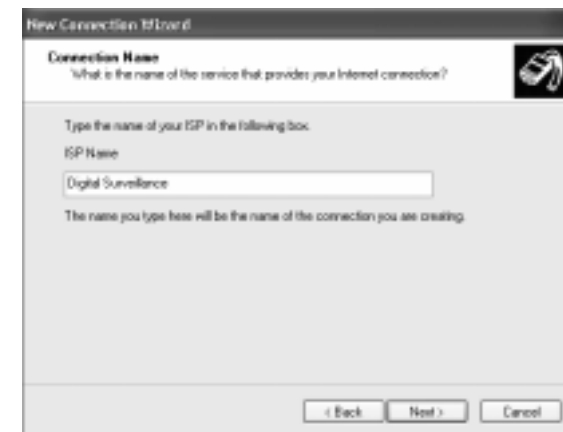 New Connection Wizard
Connection Name
What is the name of the service that provides your Internet connection?
Type the name of your ISP in the following box.
ISP Name
Digital Surveillance
The name you type here will be the name of the connection you are creating.
< Back
Next >
Cancel